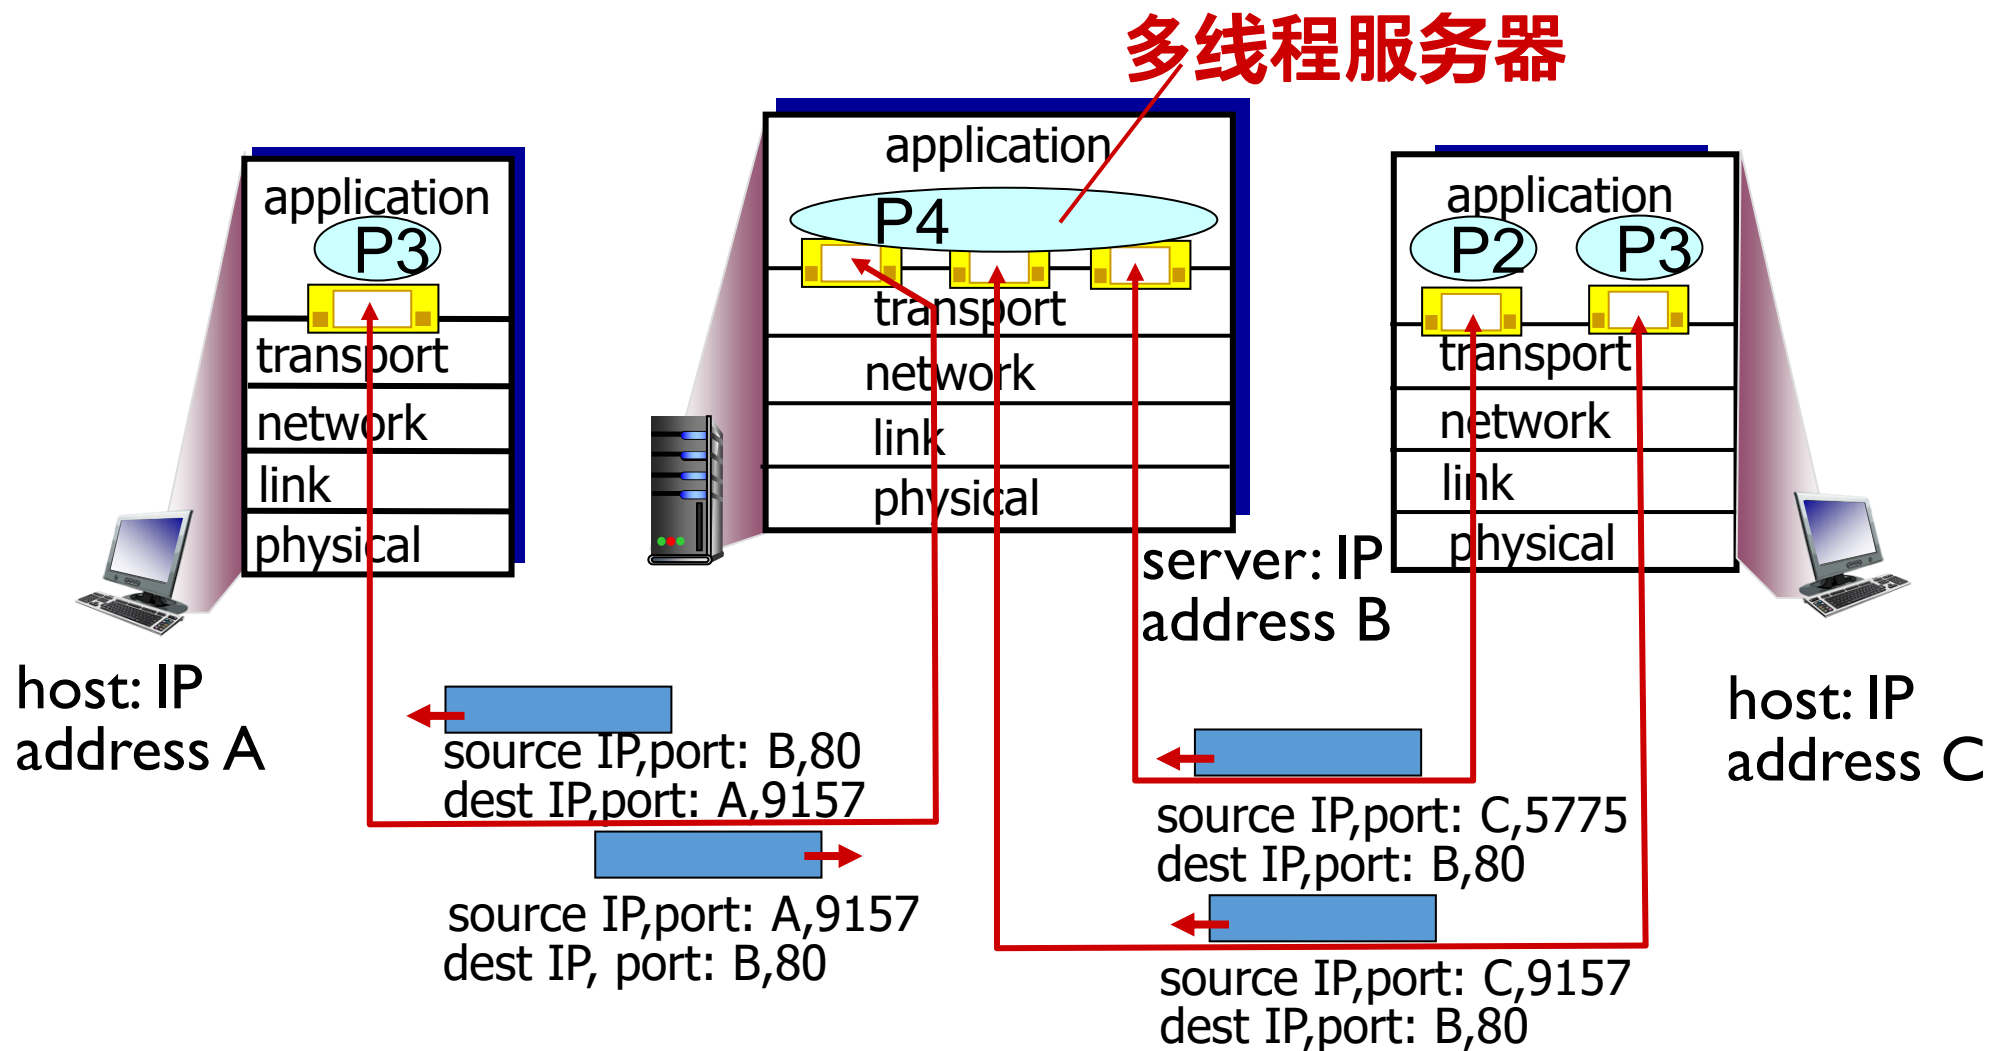 多线程服务器
application
P3
transport
network
link
physical
host: IP
address A
application
P4
transport
network
link
physical
server: IP
address B
application
P2 P3
transport
network
link
physical
host: IP
address C
source IP,port: B,80
dest IP,port: A,9157
source IP,port: A,9157
dest IP, port: B,80
source IP,port: C,5775
dest IP,port: B,80
source IP,port: C,9157
dest IP,port: B,80